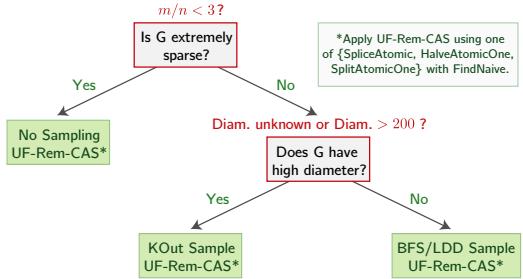 m/n < 3?
Is G extremely
sparse?
*Apply UF-Rem-CAS using one
of {SpliceAtomic, HalveAtomicOne,
SplitAtomicOne} with FindNaive.
Yes
No
No Sampling
UF-Rem-CAS*
Diam. unknown or Diam. > 200 ?
Does G have
high diameter?
Yes
No
KOut Sample
UF-Rem-CAS*
BFS/LDD Sample
UF-Rem-CAS*